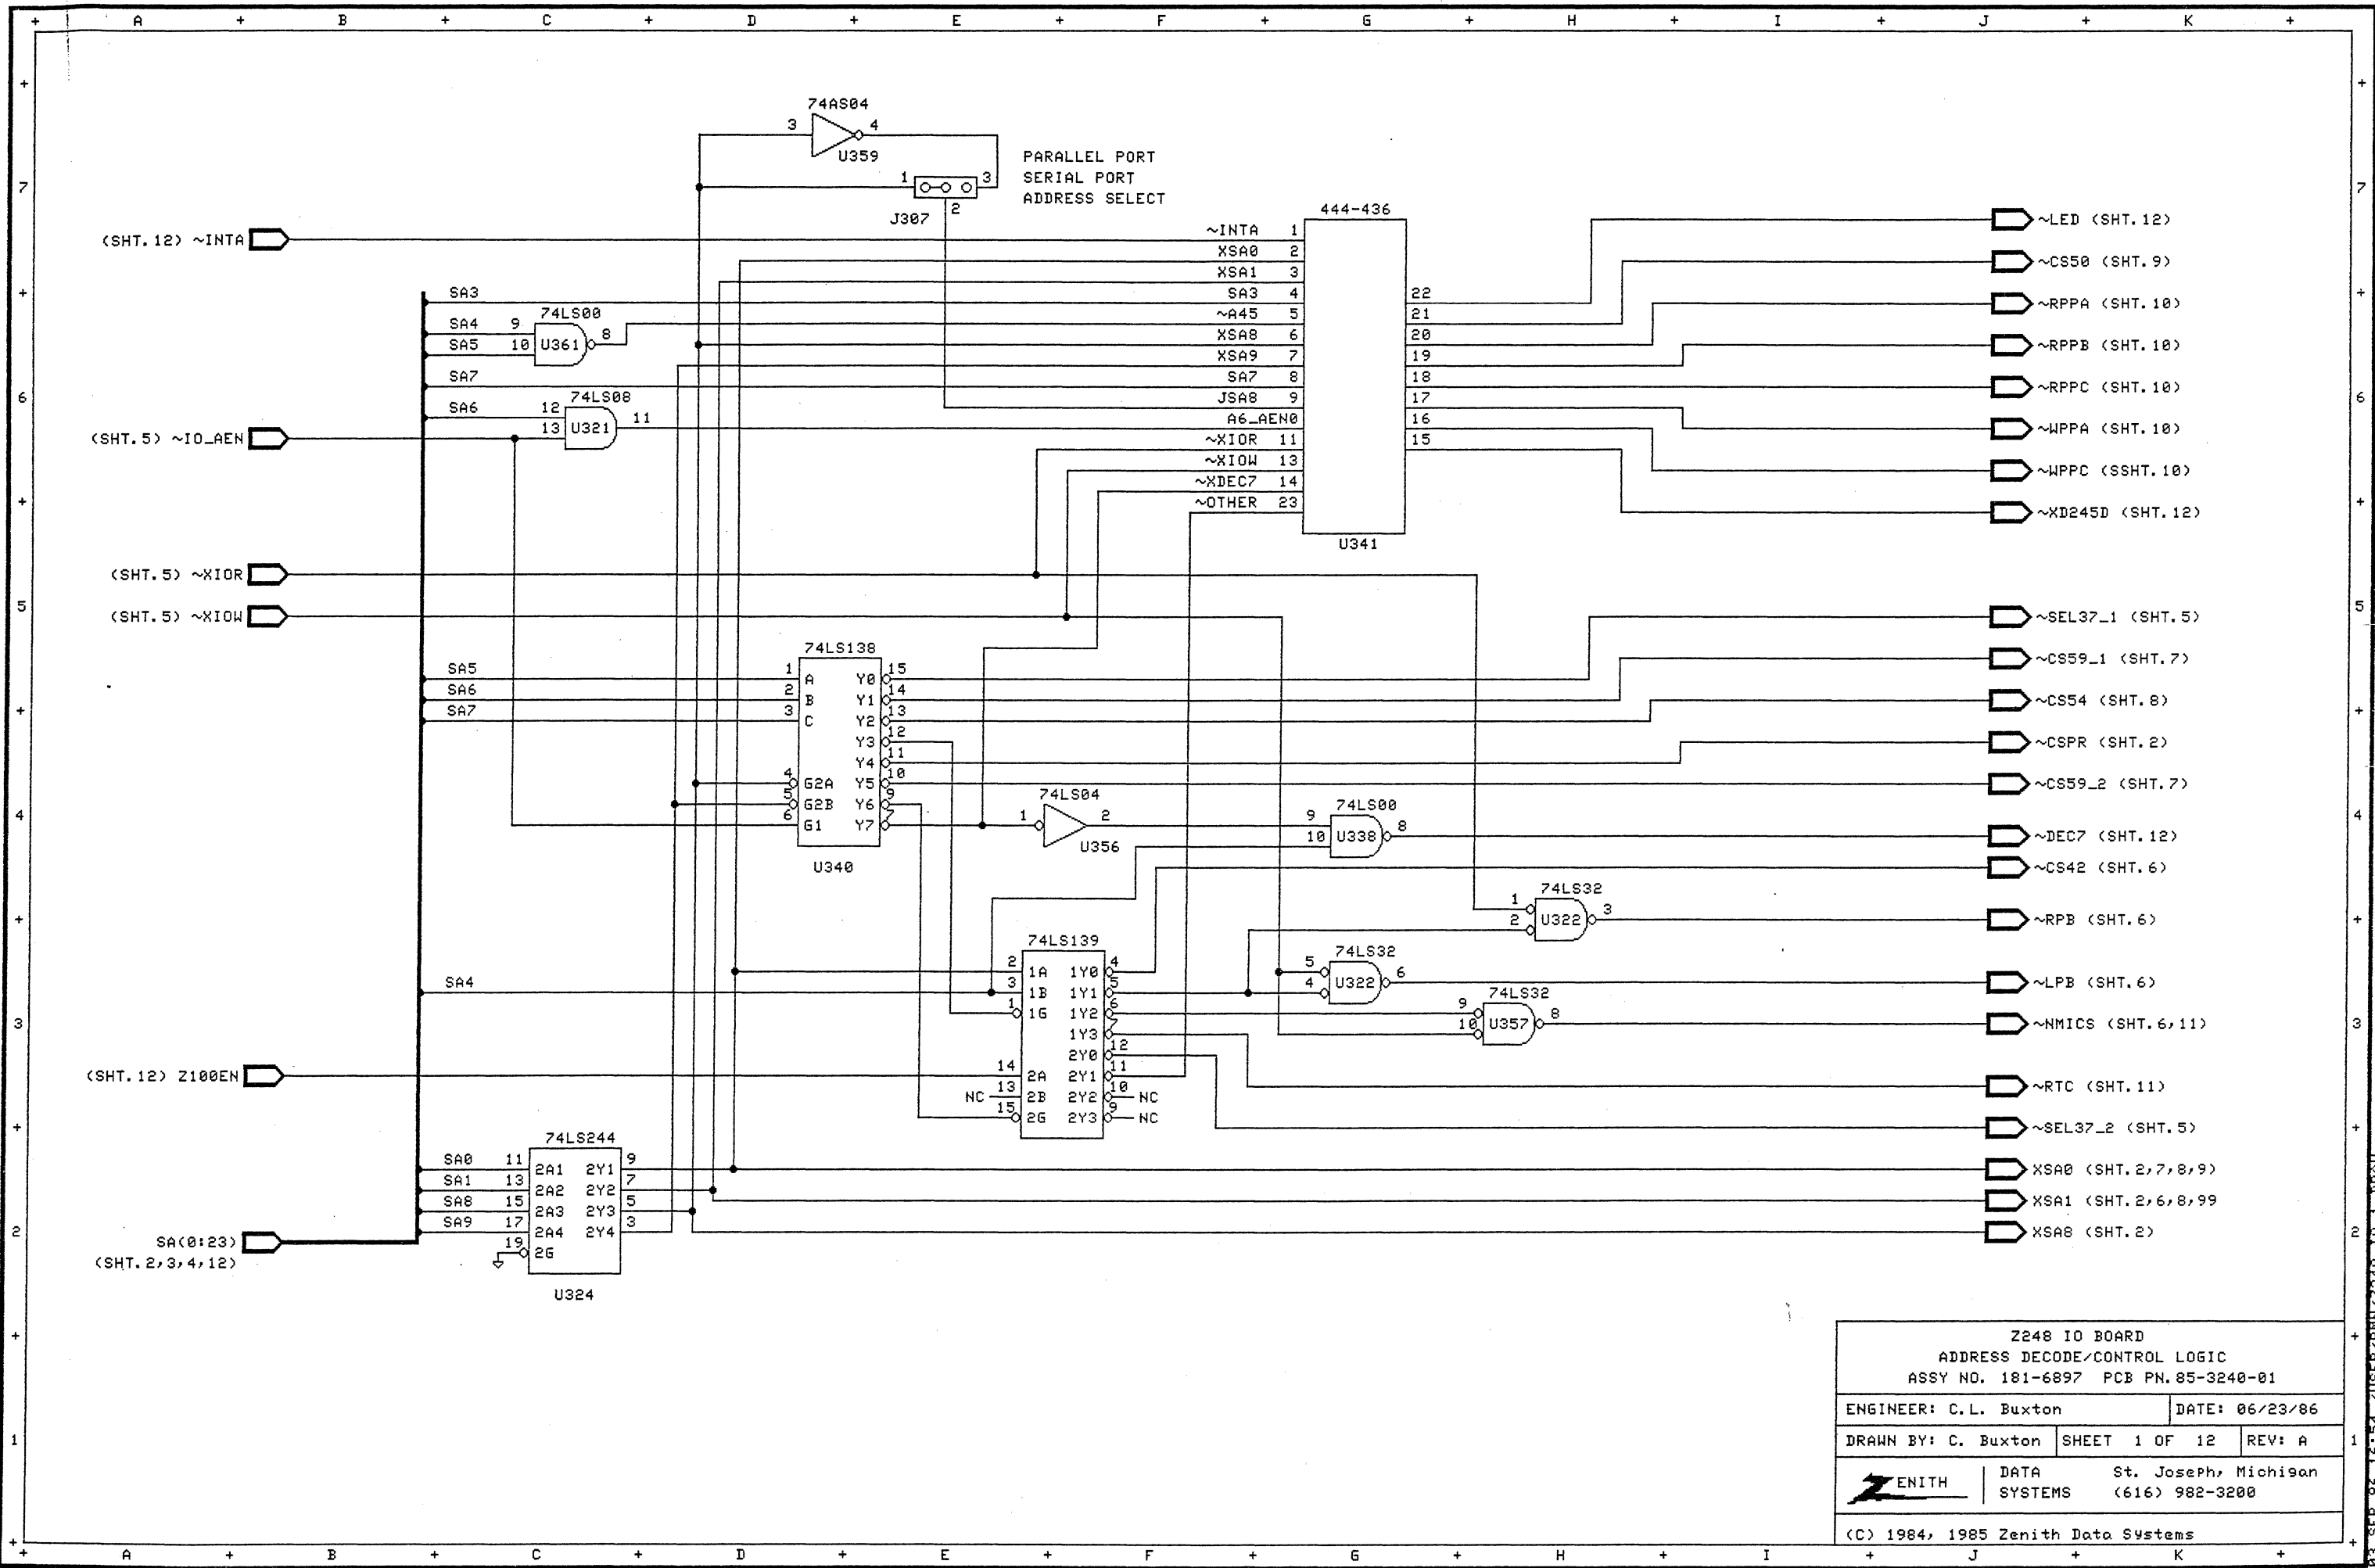 A + B + C + D + E + F + G + H + I + J + K +
74AS04
3 4
U359
PARALLEL PORT
SERIAL PORT
ADDRESS SELECT
1 3
2
J307
7 7
444-436
(SHT.12) ~INTA
~INTA 1
XSA0 2
XSA1 3
SA3 4
~A45 5
XSA8 6
XSA9 7
SA7 8
JSA8 9
A6_AEN0
~XIOR 11
~XIOW 13
~XDEC7 14
~OTHER 23
22
21
20
19
18
17
16
15
U341
~LED (SHT.12)
~CS50 (SHT.9)
~RPPA (SHT.10)
~RPPB (SHT.10)
~RPPC (SHT.10)
~WPPA (SHT.10)
~WPPC (SSHT.10)
~XD245D (SHT.12)
SA3
74LS00
SA4 9
SA5 10 U361 8
SA7
74LS08
SA6 12
13 U321 11
6 6
(SHT.5) ~IO_AEN
(SHT.5) ~XIOR
(SHT.5) ~XIOW
5 5
74LS138
SA5 1 A Y0 15
SA6 2 B Y1 14
SA7 3 C Y2 13
Y3 12
Y4 11
4 G2A Y5 10
5 G2B Y6 9
6 G1 Y7 7
U340
~SEL37_1 (SHT.5)
~CS59_1 (SHT.7)
~CS54 (SHT.8)
~CSPR (SHT.2)
~CS59_2 (SHT.7)
74LS04
1 2
U356
74LS00
9
10 U338 8
~DEC7 (SHT.12)
~CS42 (SHT.6)
4 4
74LS32
1
2 U322 3
~RPB (SHT.6)
74LS139
2 1A 1Y0 4
3 1B 1Y1 5
1 1G 1Y2 6
1Y3 7
2Y0 12
14 2A 2Y1 11
NC 13 2B 2Y2 10 NC
15 2G 2Y3 9 NC
SA4
74LS32
5
4 U322 6
~LPB (SHT.6)
74LS32
9
10 U357 8
~NMICS (SHT.6,11)
3 3
(SHT.12) Z100EN
~RTC (SHT.11)
~SEL37_2 (SHT.5)
74LS244
SA0 11 2A1 2Y1 9
SA1 13 2A2 2Y2 7
SA8 15 2A3 2Y3 5
SA9 17 2A4 2Y4 3
19 2G
U324
XSA0 (SHT.2,7,8,9)
XSA1 (SHT.2,6,8,99
XSA8 (SHT.2)
2 2
SA(0:23)
(SHT.2,3,4,12)
Z248 IO BOARD
ADDRESS DECODE/CONTROL LOGIC
ASSY NO. 181-6897 PCB PN.85-3240-01
ENGINEER: C.L. Buxton DATE: 06/23/86
DRAWN BY: C. Buxton SHEET 1 OF 12 REV: A
1 1
ZENITH DATA SYSTEMS
St. Joseph, Michigan
(616) 982-3200
(C) 1984, 1985 Zenith Data Systems
+ A + B + C + D + E + F + G + H + I + J + K +